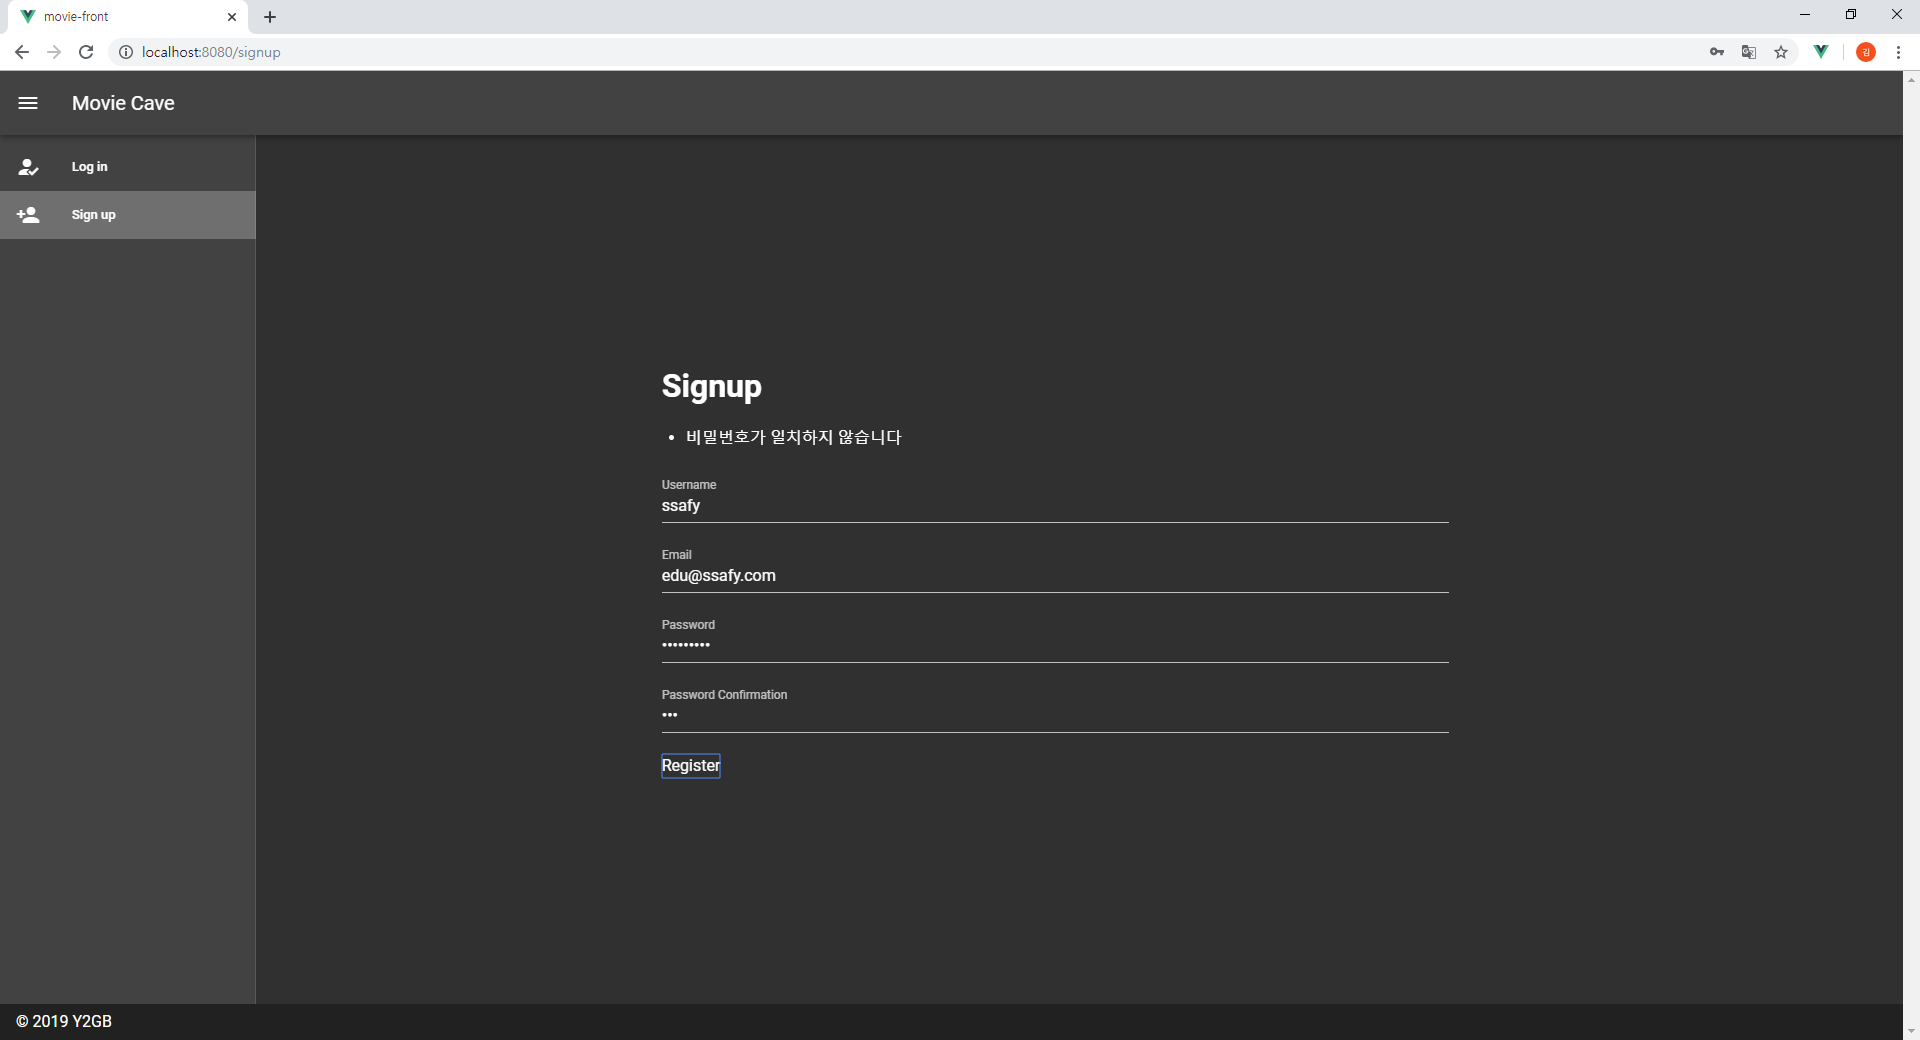 movie-front
localhost:8080/signup
김
Movie Cave
Log in
Sign up
Signup
• 비밀번호가 일치하지 않습니다
Username
ssafy
Email
edu@ssafy.com
Password
•••••••••
Password Confirmation
•••
Register
© 2019 Y2GB